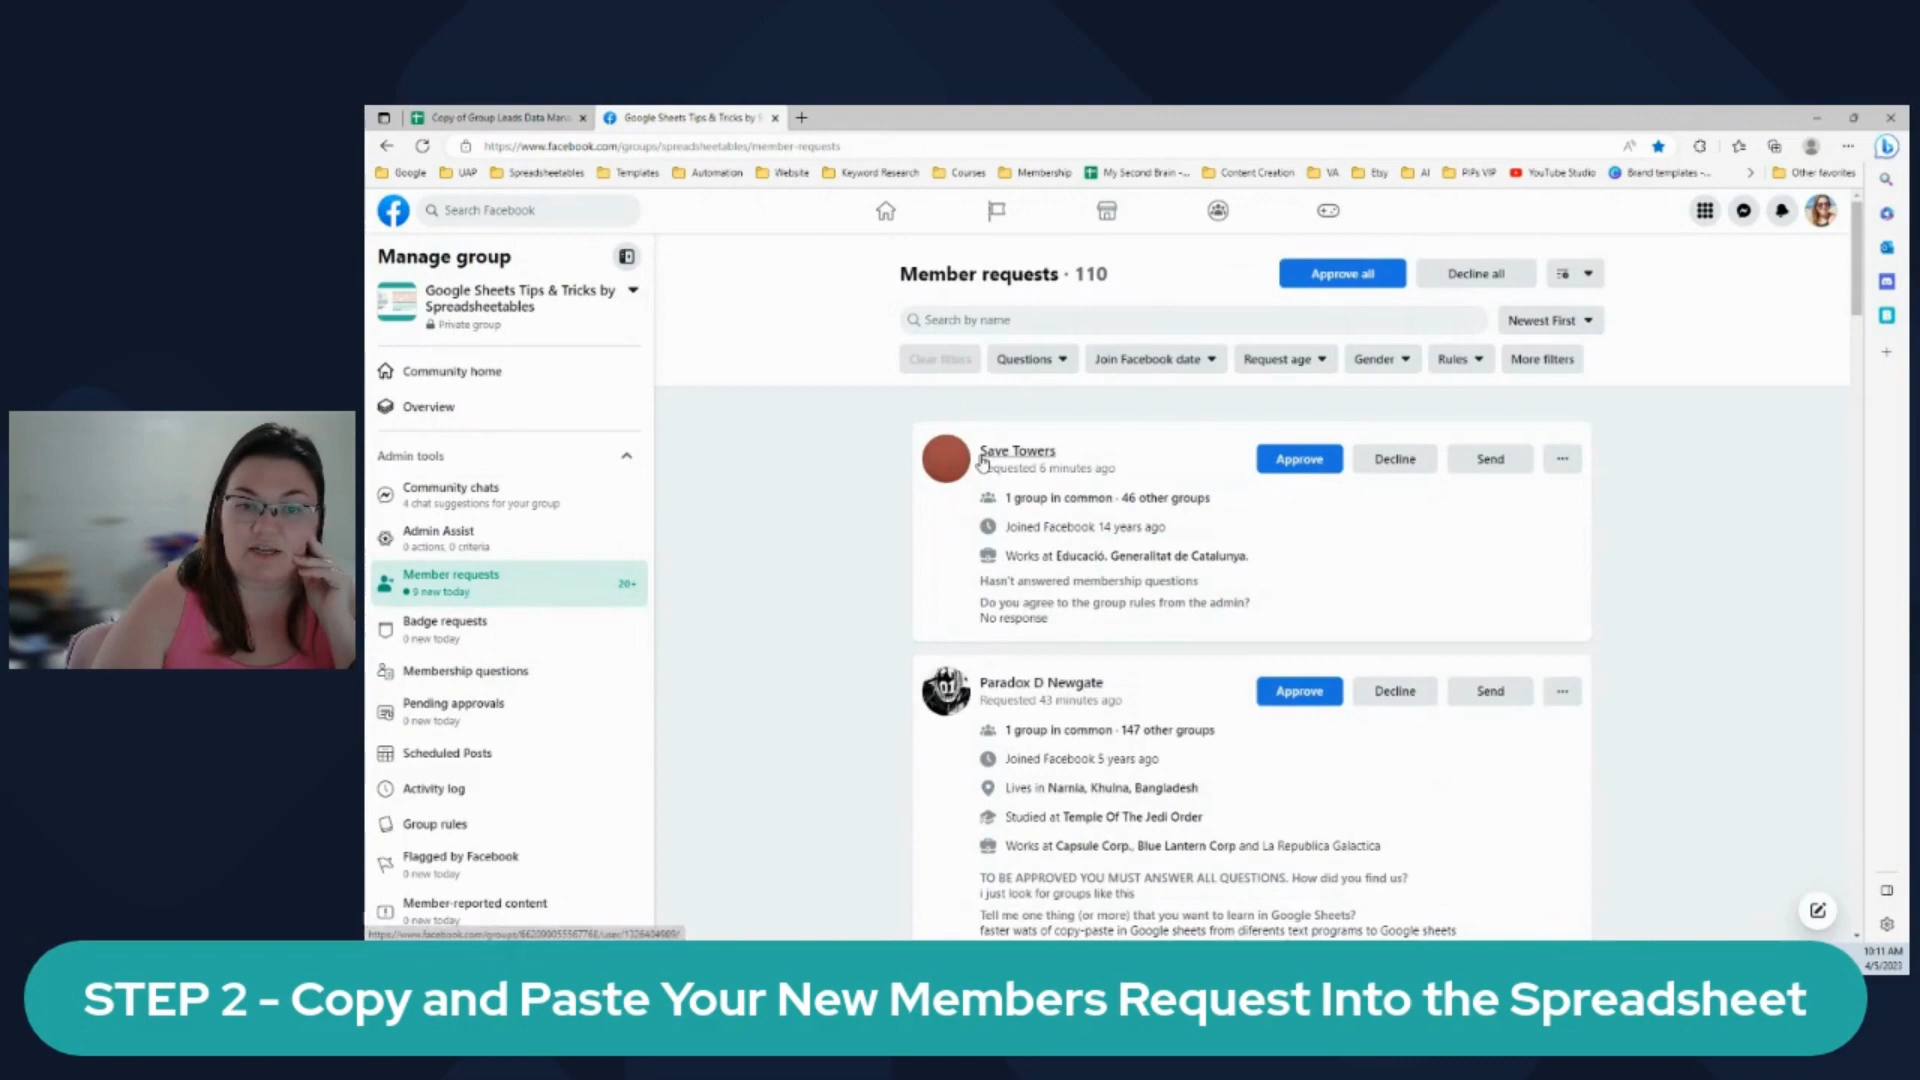 Copy of Group Leads Data Man
Google Sheets Tips & Tricks by S
https://www.facebook.com/groups/spreadsheetables/member-requests
Google
UAP
Spreadsheetables
Templates
Automation
Website
Keyword Research
Courses
Membership
My Second Brain -...
Content Creation
VA
Etsy
AI
PiPs VIP
YouTube Studio
Brand templates -...
Other favorites
Search Facebook
Manage group
Google Sheets Tips & Tricks by
Spreadsheetables
Private group
Community home
Overview
Admin tools
Community chats
4 chat suggestions for your group
Admin Assist
0 actions, 0 criteria
Member requests
9 new today
20+
Badge requests
0 new today
Membership questions
Pending approvals
0 new today
Scheduled Posts
Activity log
Group rules
Flagged by Facebook
0 new today
Member-reported content
0 new today
Member requests · 110
Approve all
Decline all
Search by name
Newest First
Clear filters
Questions
Join Facebook date
Request age
Gender
Rules
More filters
Save Towers
Requested 6 minutes ago
Approve
Decline
Send
1 group in common · 46 other groups
Joined Facebook 14 years ago
Works at Educació. Generalitat de Catalunya.
Hasn't answered membership questions
Do you agree to the group rules from the admin?
No response
Paradox D Newgate
Requested 43 minutes ago
Approve
Decline
Send
1 group in common · 147 other groups
Joined Facebook 5 years ago
Lives in Narnia, Khulna, Bangladesh
Studied at Temple Of The Jedi Order
Works at Capsule Corp., Blue Lantern Corp and La Republica Galactica
TO BE APPROVED YOU MUST ANSWER ALL QUESTIONS. How did you find us?
i just look for groups like this
Tell me one thing (or more) that you want to learn in Google Sheets?
faster wats of copy-paste in Google sheets from diferents text programs to Google sheets
10:11 AM
4/5/2023
STEP 2 - Copy and Paste Your New Members Request Into the Spreadsheet